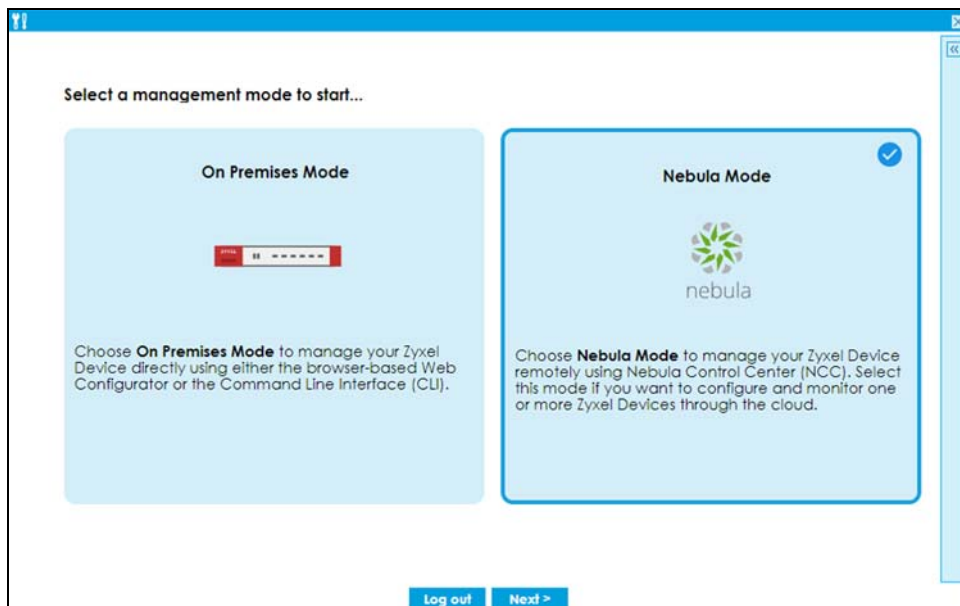 Select a management mode to start...
On Premises Mode
ZYXEL
Choose On Premises Mode to manage your Zyxel
Device directly using either the browser-based Web
Configurator or the Command Line Interface (CLI).
Nebula Mode
nebula
Choose Nebula Mode to manage your Zyxel Device
remotely using Nebula Control Center (NCC). Select
this mode if you want to configure and monitor one
or more Zyxel Devices through the cloud.
Log out
Next >